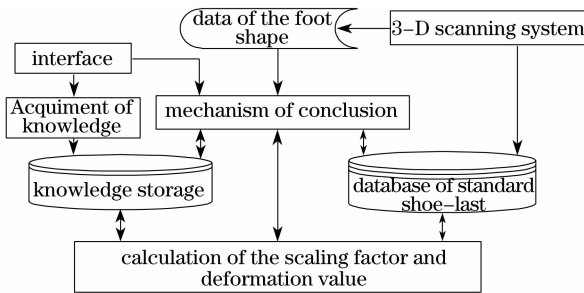 data of the foot
shape
3-D scanning system
interface
Acquiment of
knowledge
mechanism of conclusion
knowledge storage
database of standard
shoe-last
calculation of the scaling factor and
deformation value